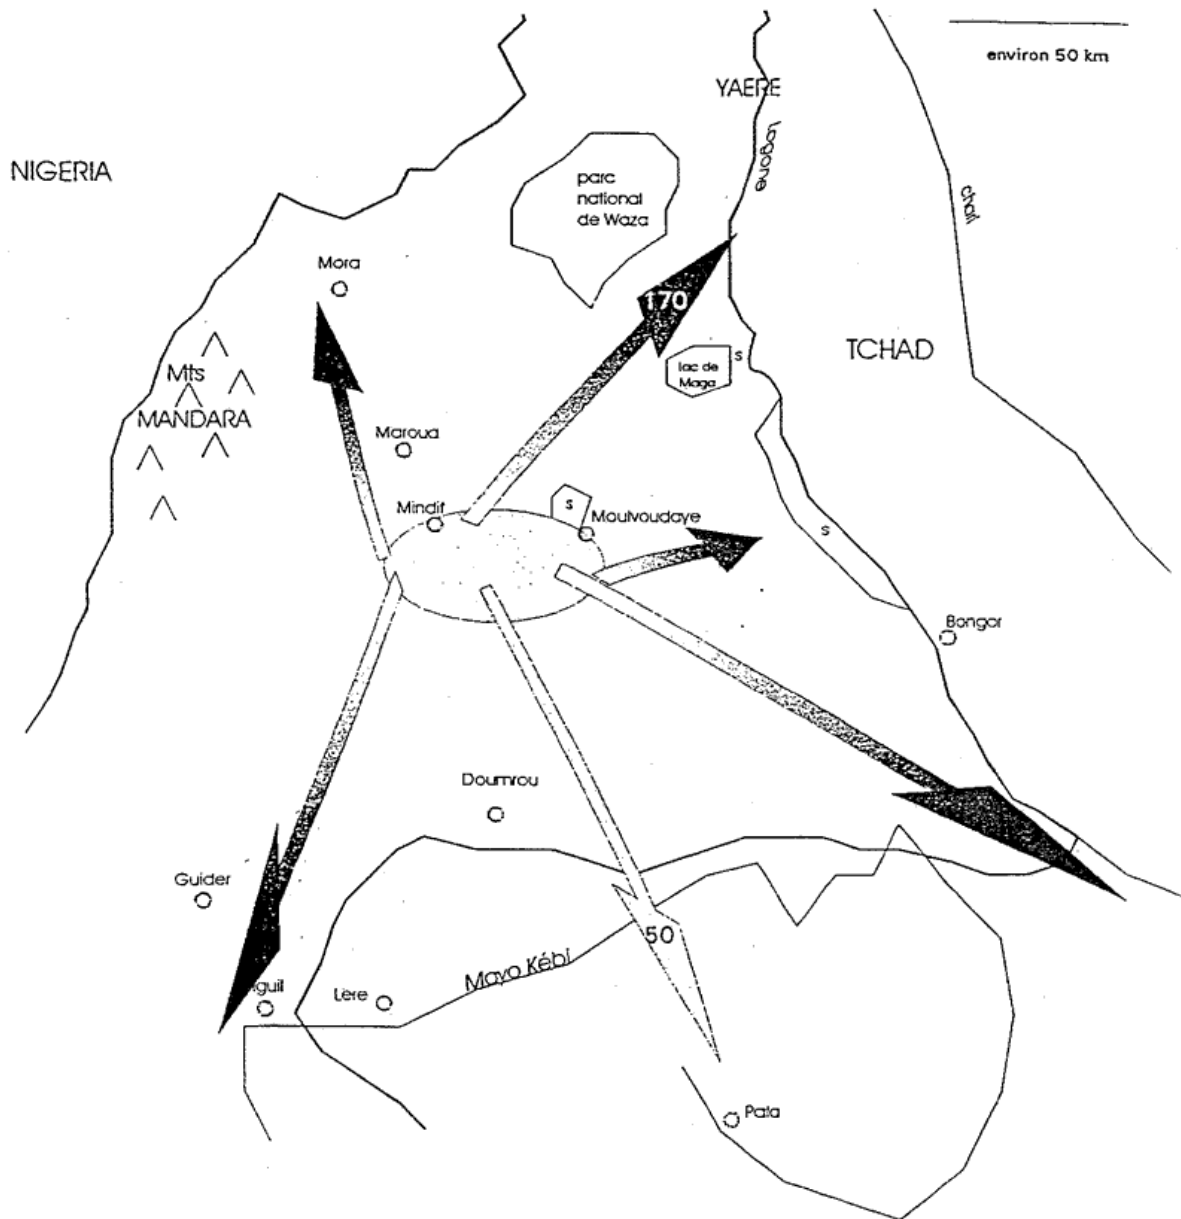 environ 50 km
YAERE
Logone
NIGERIA
parc
national
de Waza
chari
Mora
170
TCHAD
s
lac de
Maga
Mts
MANDARA
Maroua
Mindif
s
Moulvoudaye
s
Bongor
Doumrou
Guider
50
Mayo Kébi
Lere
Pala